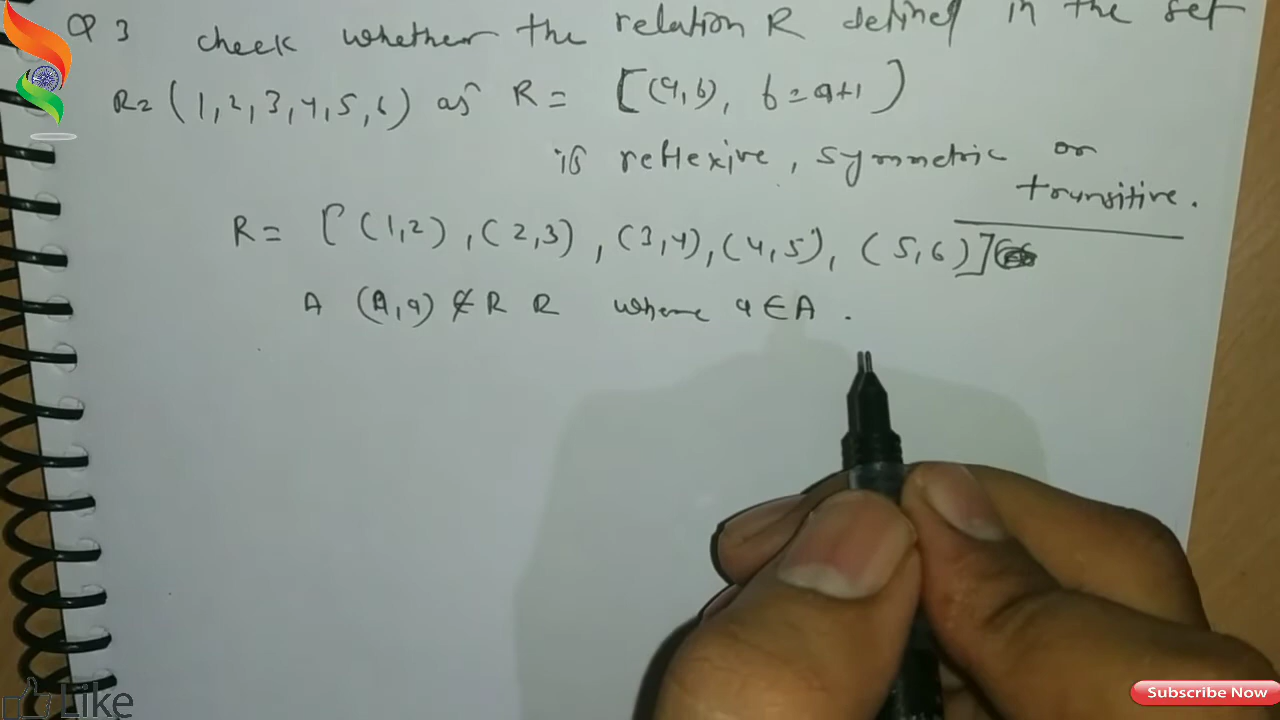 Q 3 check whether the relation R defined in the set
R= (1,2,3,4,5,6) as R= [(a,b), b=a+1)
is reflexive, symmetric or
transitive.
R= [(1,2),(2,3),(3,4),(4,5),(5,6)]
A (A,a) ∉ R R where a ∈ A.
Like
Subscribe Now